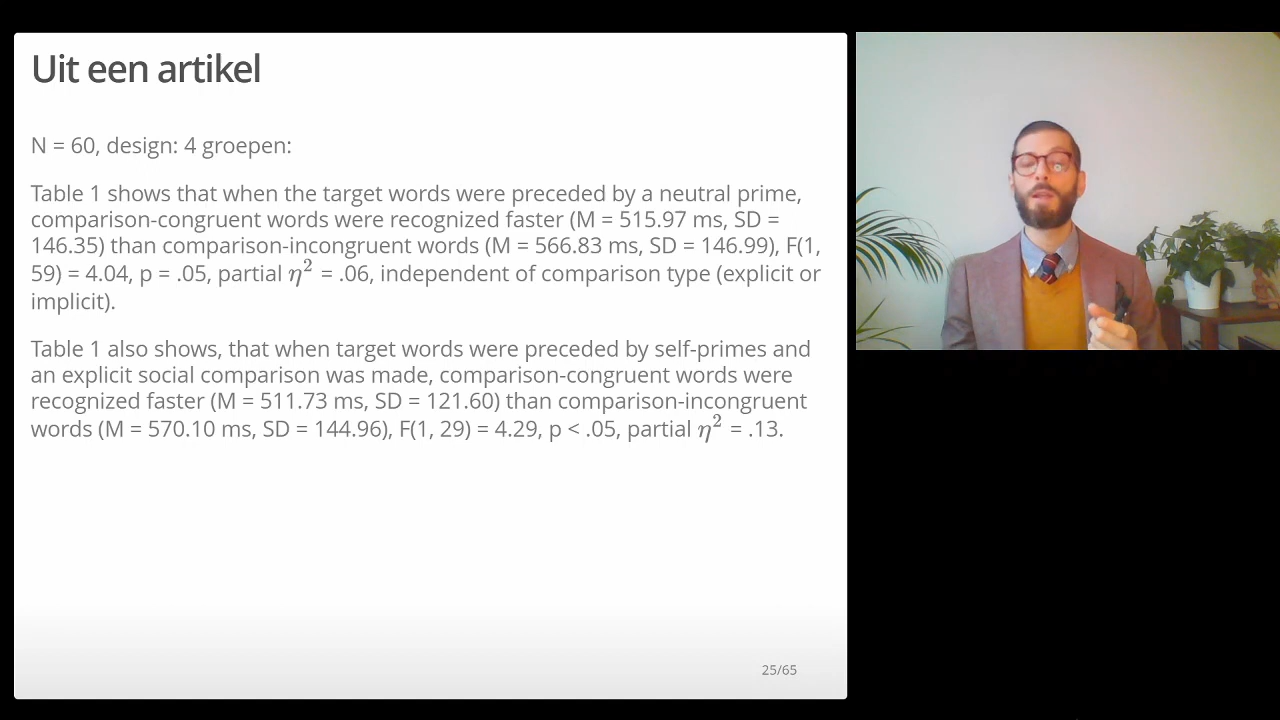 Uit een artikel
N = 60, design: 4 groepen:
Table 1 shows that when the target words were preceded by a neutral prime,
comparison-congruent words were recognized faster (M = 515.97 ms, SD =
146.35) than comparison-incongruent words (M = 566.83 ms, SD = 146.99), F(1,
59) = 4.04, p = .05, partial η² = .06, independent of comparison type (explicit or
implicit).
Table 1 also shows, that when target words were preceded by self-primes and
an explicit social comparison was made, comparison-congruent words were
recognized faster (M = 511.73 ms, SD = 121.60) than comparison-incongruent
words (M = 570.10 ms, SD = 144.96), F(1, 29) = 4.29, p < .05, partial η² = .13.
25/65